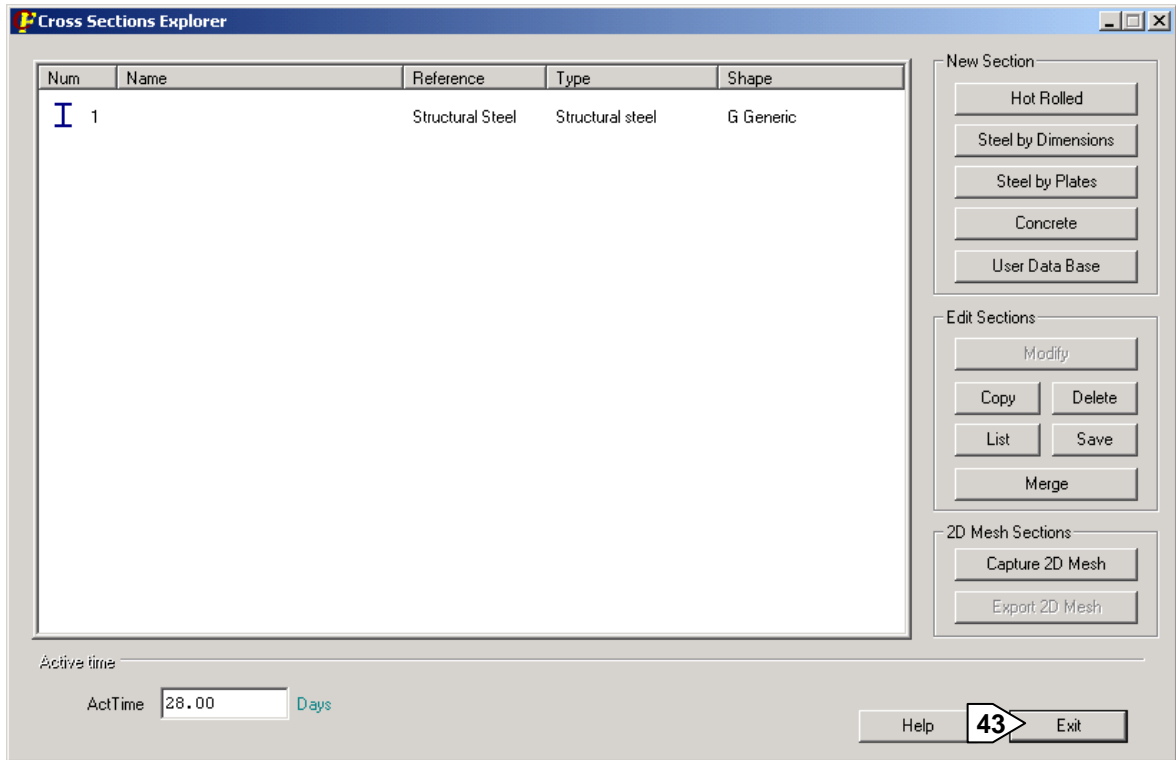 Cross Sections Explorer
Num Name Reference Type Shape
1 Structural Steel Structural steel G Generic
New Section
Hot Rolled
Steel by Dimensions
Steel by Plates
Concrete
User Data Base
Edit Sections
Modify
Copy Delete
List Save
Merge
2D Mesh Sections
Capture 2D Mesh
Export 2D Mesh
Active time
ActTime 28.00 Days
Help 43 Exit